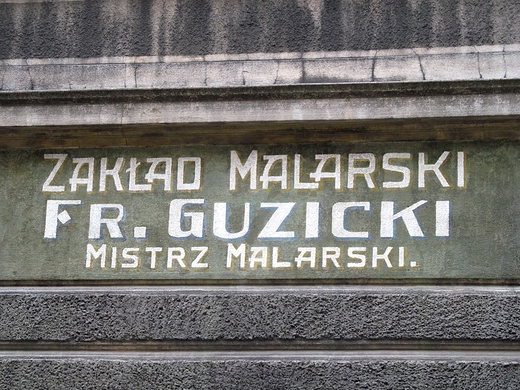 ZAKŁAD MALARSKI
FR. GUZICKI
MISTRZ MALARSKI.